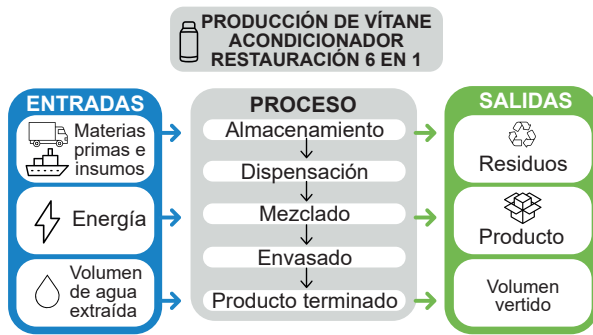 PRODUCCIÓN DE VÍTANE
ACONDICIONADOR
RESTAURACIÓN 6 EN 1
ENTRADAS
Materias
primas e
insumos
Energía
Volumen
de agua
extraída
PROCESO
Almacenamiento
Dispensación
Mezclado
Envasado
Producto terminado
SALIDAS
Residuos
Producto
Volumen
vertido